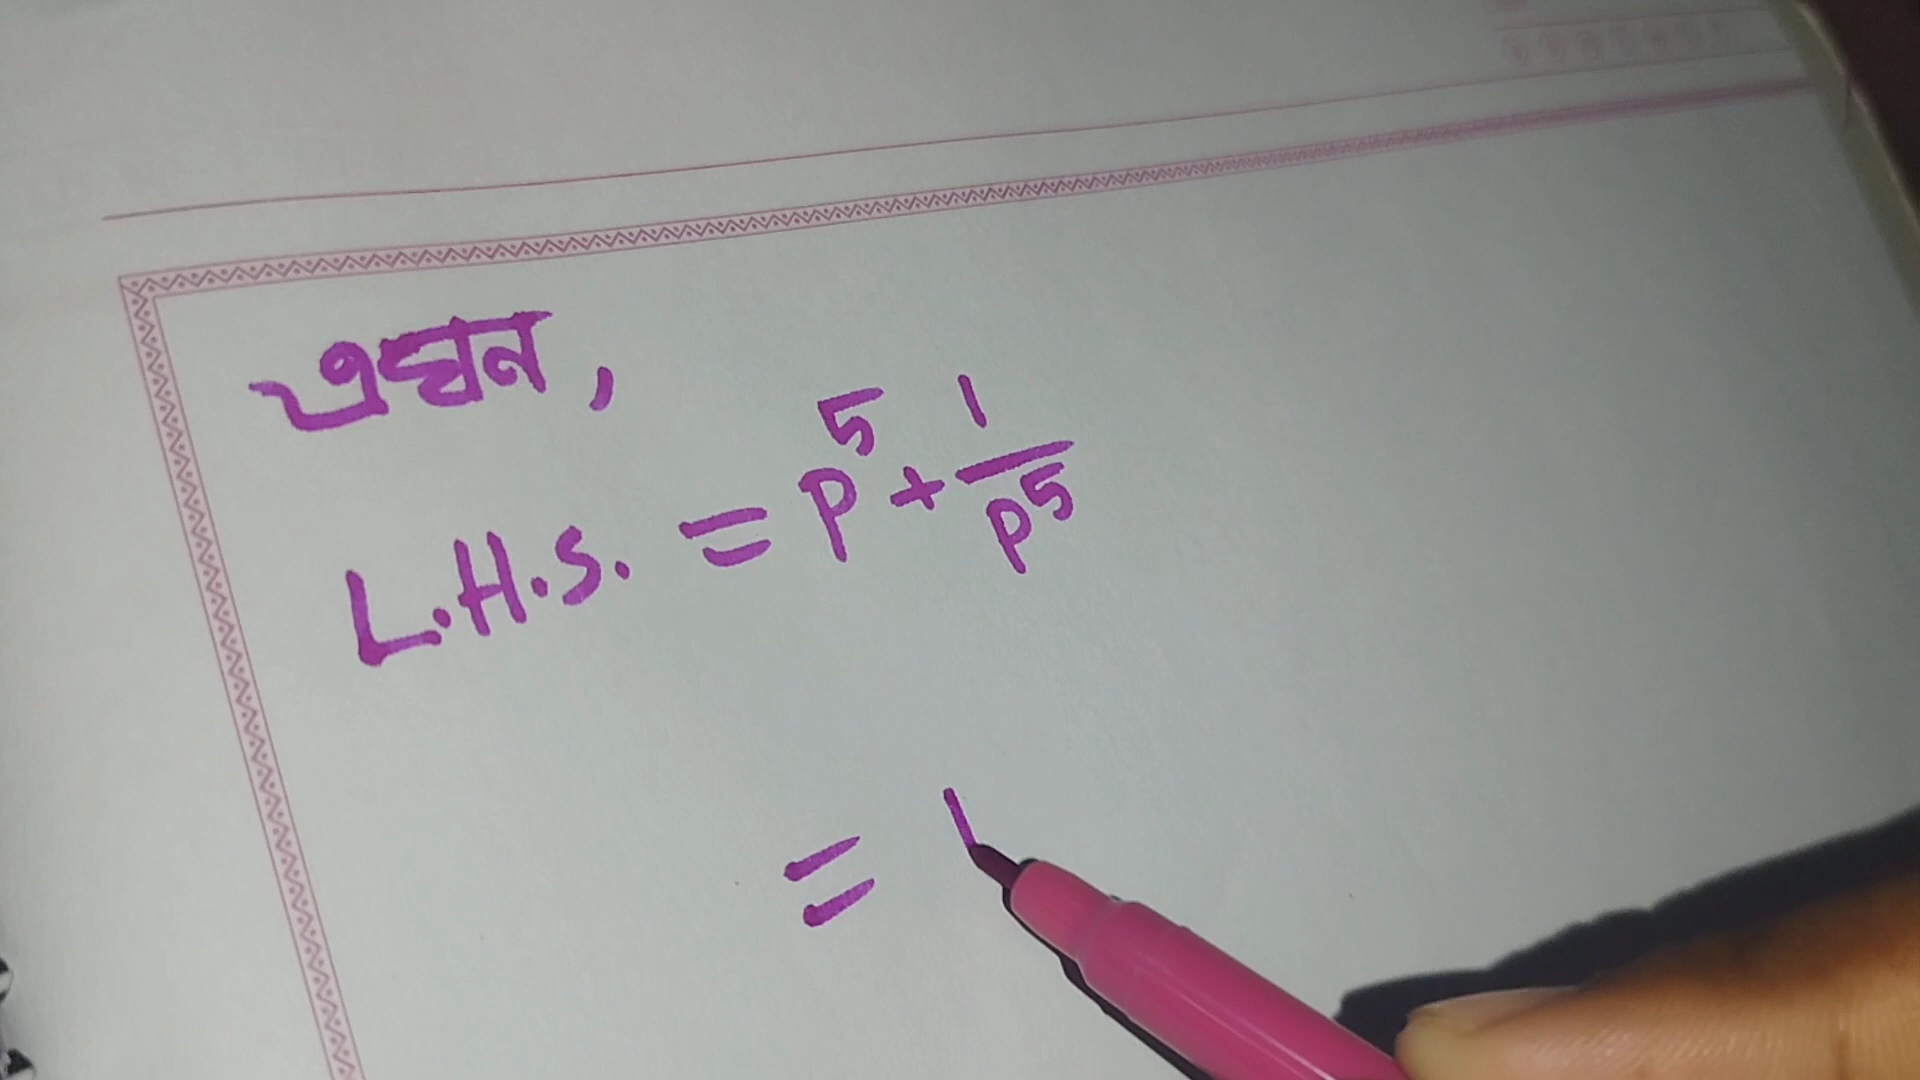 এখন,
L.H.S. = p⁵ + 1/p⁵
=